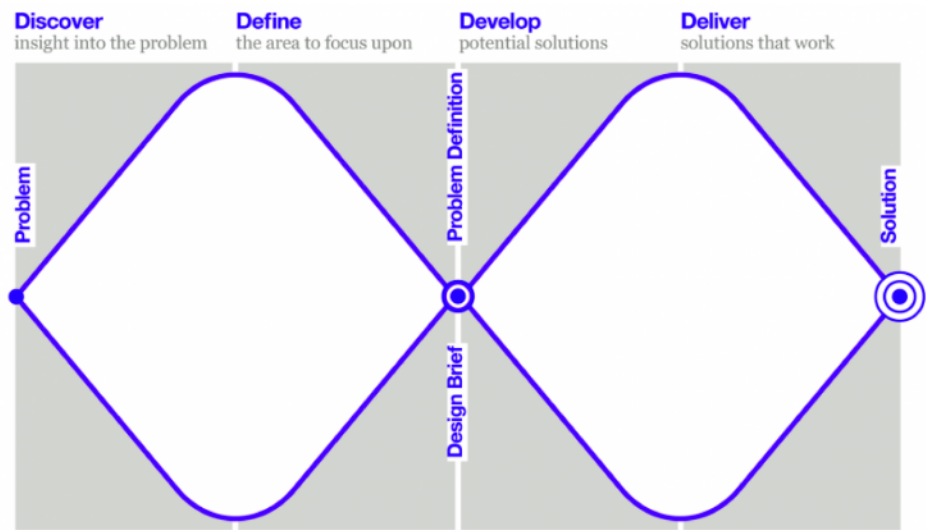 Discover
insight into the problem
Define
the area to focus upon
Develop
potential solutions
Deliver
solutions that work
Problem
Problem Definition
Design Brief
Solution